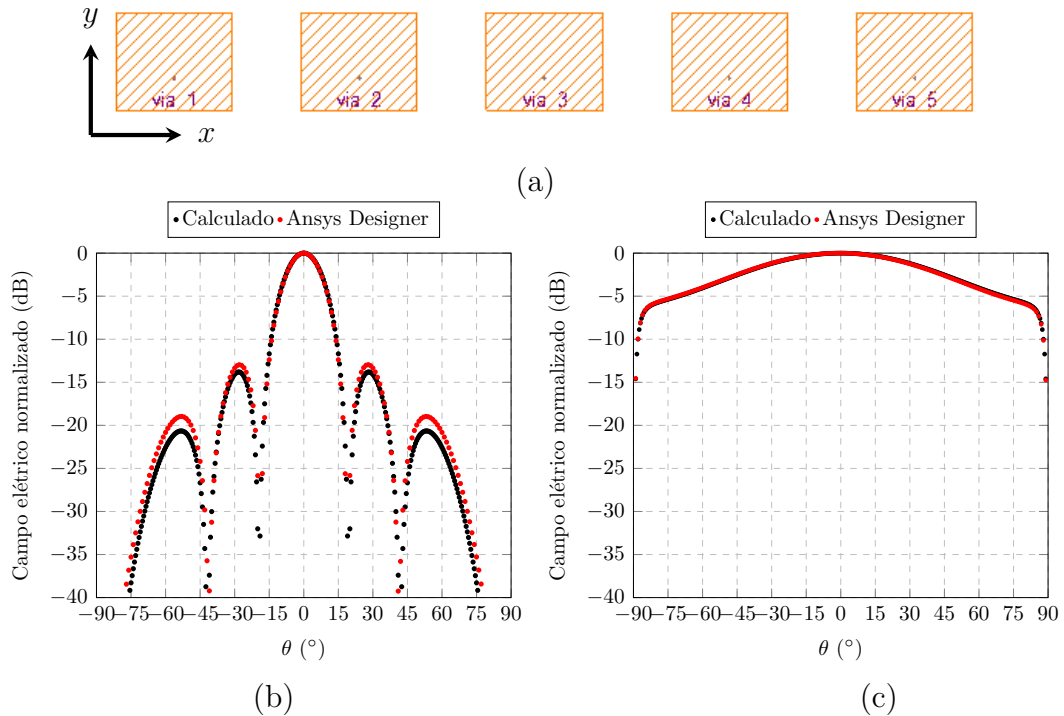 y
via 1 via 2 via 3 via 4 via 5
x
(a)
Calculado Ansys Designer
Calculado Ansys Designer
0
−5
−10
−15
−20
−25
−30
−35
−40
Campo elétrico normalizado (dB)
−90 −75 −60 −45 −30 −15 0 15 30 45 60 75 90
θ (°)
(b)
0
−5
−10
−15
−20
−25
−30
−35
−40
Campo elétrico normalizado (dB)
−90 −75 −60 −45 −30 −15 0 15 30 45 60 75 90
θ (°)
(c)